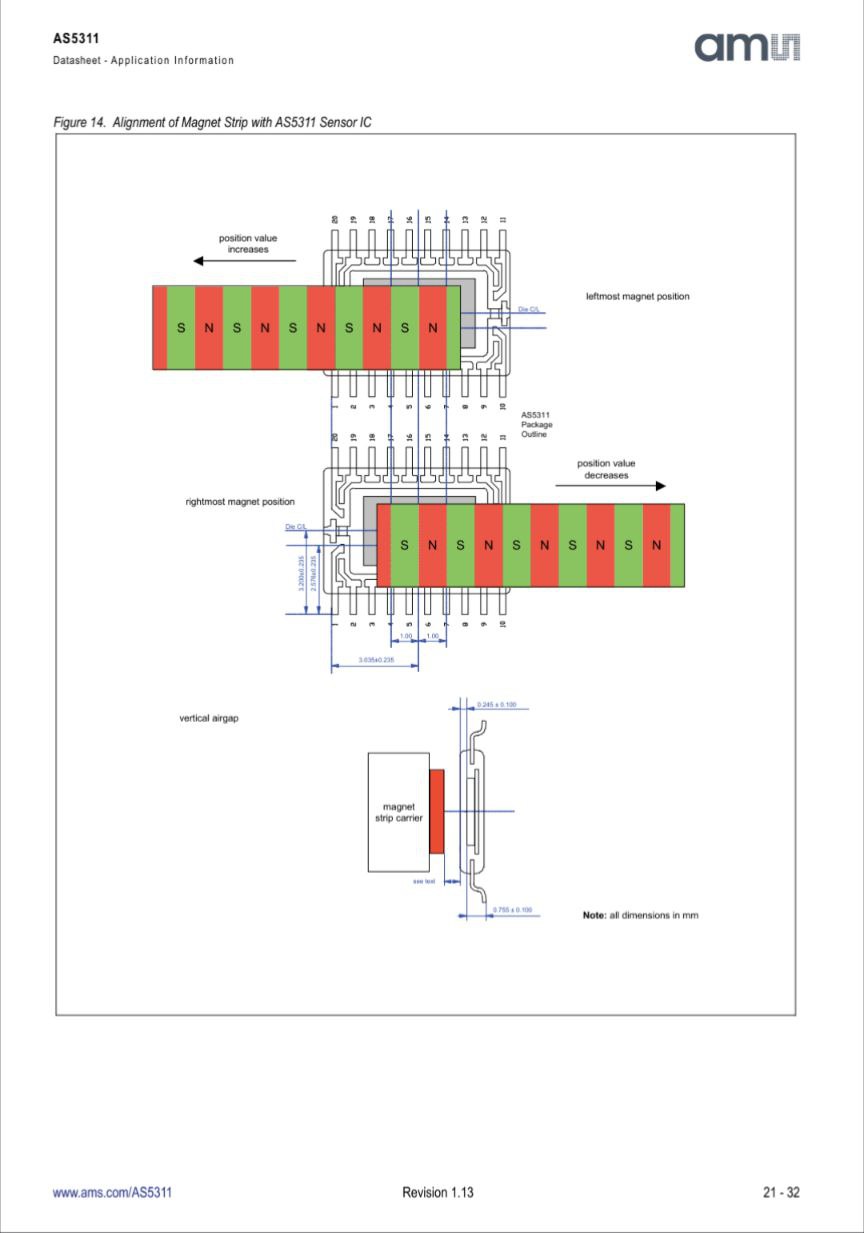 AS5311
Datasheet - Application Information
amu
Figure 14. Alignment of Magnet Strip with AS5311 Sensor IC
20 19 18 17 16 15 14 13 12 11
position value
increases
leftmost magnet position
Die C/L
S N S N S N S N S N
1 2 3 4 5 6 7 8 9 10
AS5311
Package
Outline
20 19 18 17 16 15 14 13 12 11
position value
decreases
rightmost magnet position
Die C/L
S N S N S N S N S N
3.200±0.235
2.576±0.235
1 2 3 4 5 6 7 8 9 10
1.00 1.00
3.035±0.235
0.245 ± 0.100
vertical airgap
magnet
strip carrier
see text
0.755 ± 0.100
Note: all dimensions in mm
www.ams.com/AS5311
Revision 1.13
21 - 32